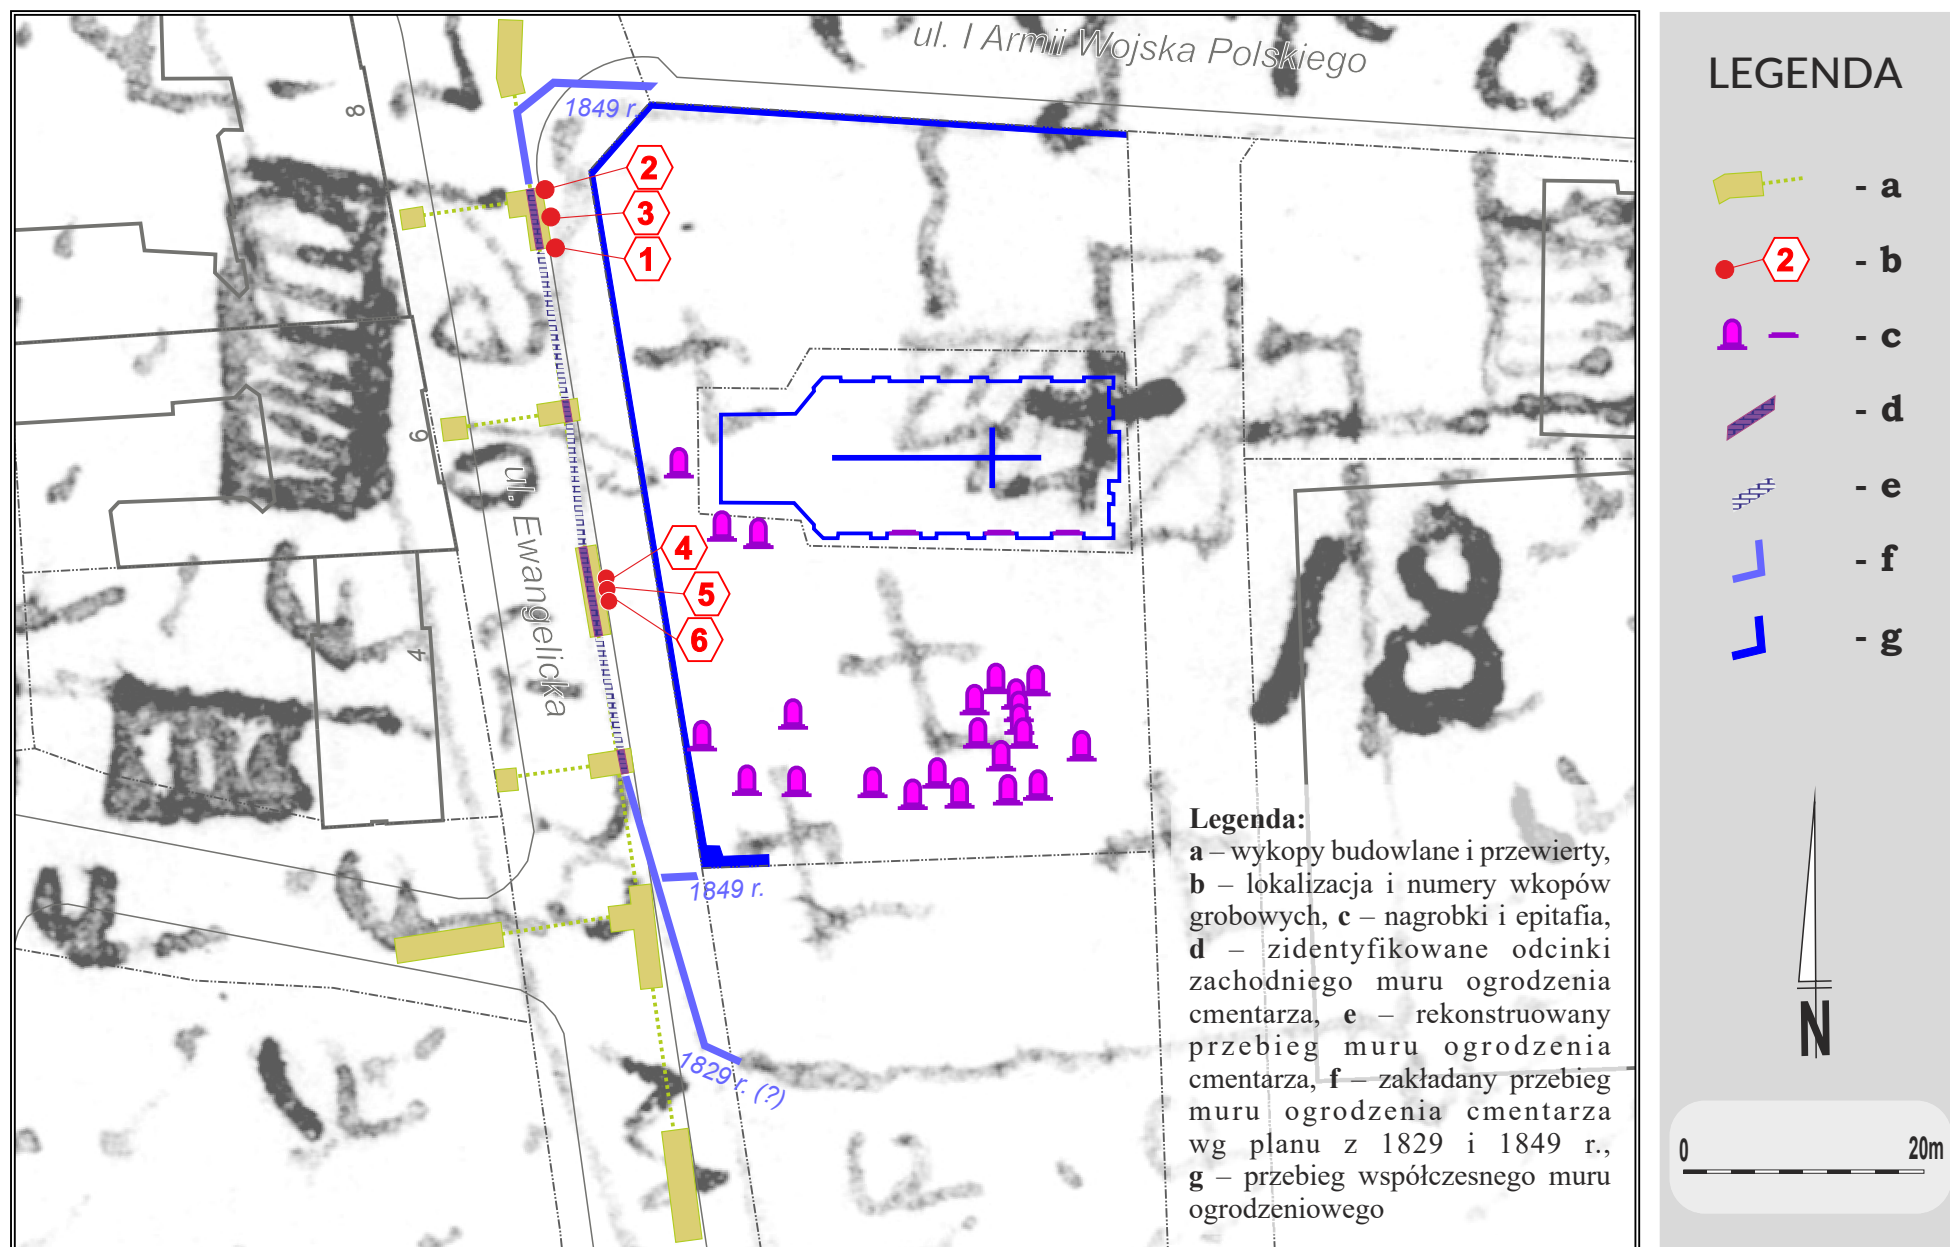 ul. I Armii Wojska Polskiego
1849 r.
8
2
3
1
6
ul. Ewangelicka
4
5
6
4
18
1849 r.
1829 r. (?)
Legenda:
a – wykopy budowlane i przewierty,
b – lokalizacja i numery wkopów
grobowych, c – nagrobki i epitafia,
d – zidentyfikowane odcinki
zachodniego muru ogrodzenia
cmentarza, e – rekonstruowany
przebieg muru ogrodzenia
cmentarza, f – zakładany przebieg
muru ogrodzenia cmentarza
wg planu z 1829 i 1849 r.,
g – przebieg współczesnego muru
ogrodzeniowego
LEGENDA
- a
2 - b
- c
- d
- e
- f
- g
N
0 20m